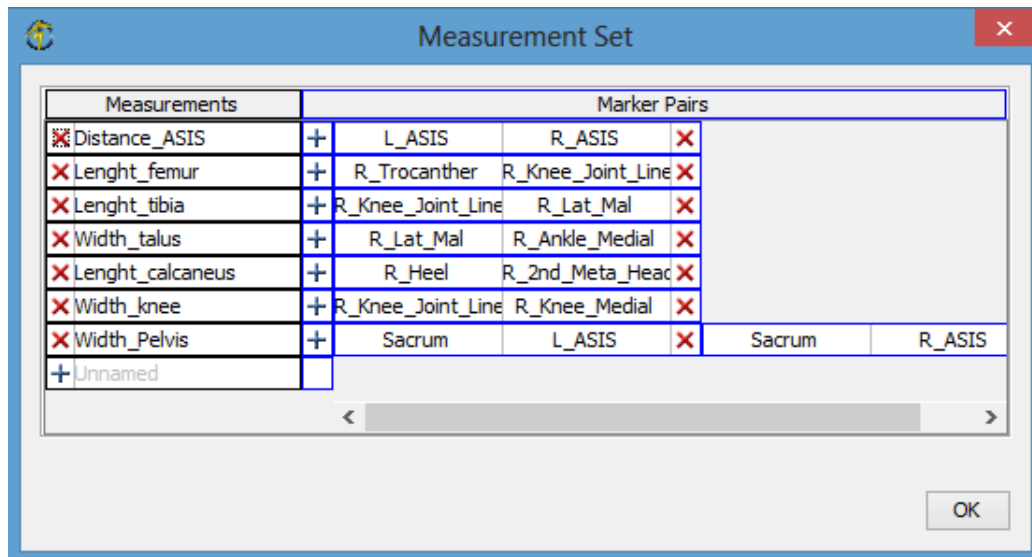 Measurement Set
Measurements Marker Pairs
Distance_ASIS L_ASIS R_ASIS
Lenght_femur R_Trocanther R_Knee_Joint_Line
Lenght_tibia R_Knee_Joint_Line R_Lat_Mal
Width_talus R_Lat_Mal R_Ankle_Medial
Lenght_calcaneus R_Heel R_2nd_Meta_Head
Width_knee R_Knee_Joint_Line R_Knee_Medial
Width_Pelvis Sacrum L_ASIS Sacrum R_ASIS
Unnamed
OK